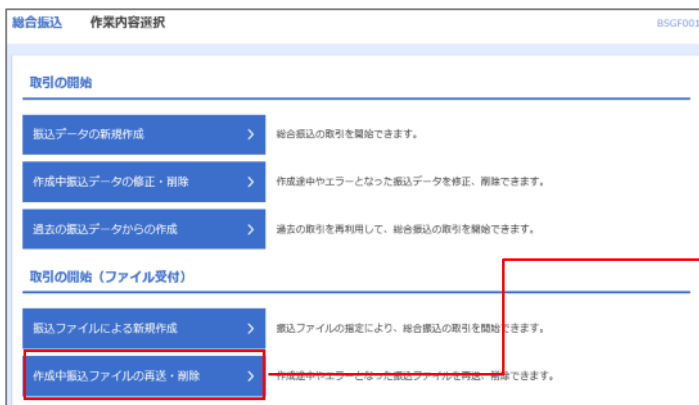 総合振込 作業内容選択 BSGF001
取引の開始
振込データの新規作成 総合振込の取引を開始できます。
作成中振込データの修正・削除 作成途中やエラーとなった振込データを修正、削除できます。
過去の振込データからの作成 過去の取引を再利用して、総合振込の取引を開始できます。
取引の開始（ファイル受付）
振込ファイルによる新規作成 振込ファイルの指定により、総合振込の取引を開始できます。
作成中振込ファイルの再送・削除 作成途中やエラーとなった振込ファイルを再送、削除できます。